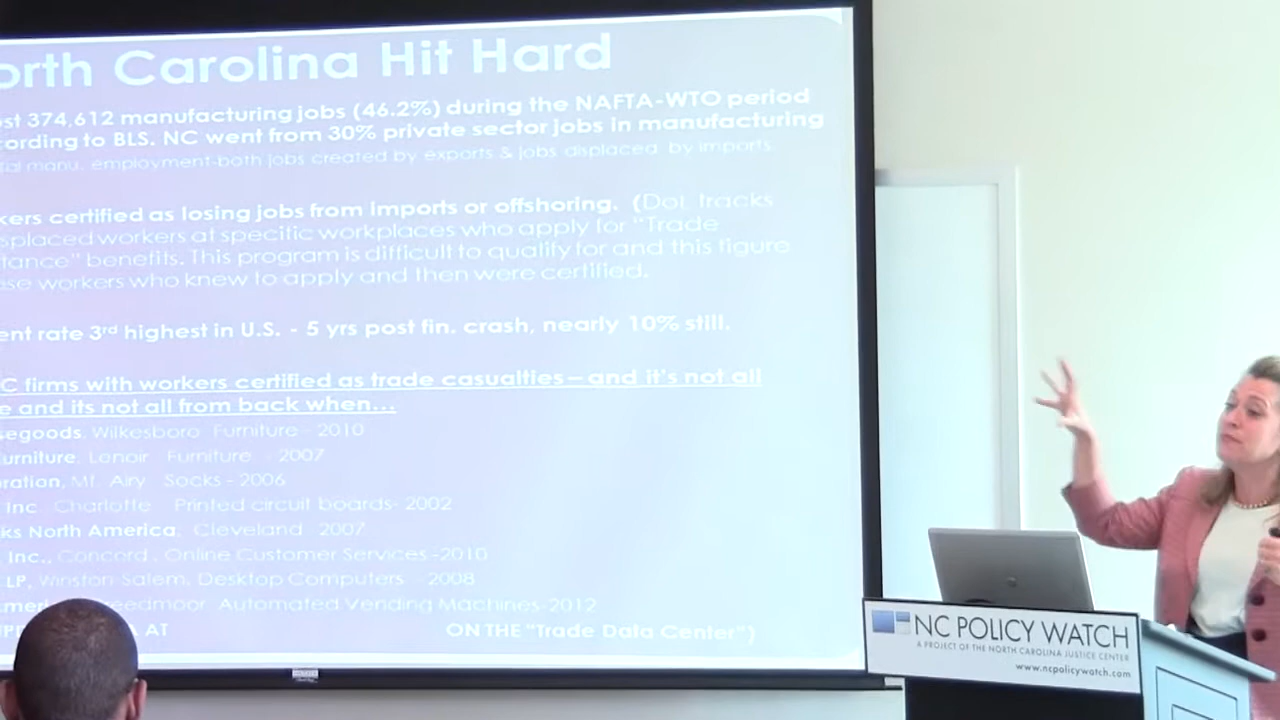 orth Carolina Hit Hard
st 374,612 manufacturing jobs (46.2%) during the NAFTA-WTO period
ording to BLS. NC went from 30% private sector jobs in manufacturing
tal manu. employment-both jobs created by exports & jobs displaced by imports
kers certified as losing jobs from imports or offshoring. (DoL tracks
splaced workers at specific workplaces who apply for "Trade
tance" benefits. This program is difficult to qualify for and this figure
se workers who knew to apply and then were certified.
ent rate 3rd highest in U.S. - 5 yrs post fin. crash, nearly 10% still.
C firms with workers certified as trade casualties—and it's not all
e and its not all from back when...
segoods, Wilkesboro Furniture - 2010
urniture, Lenoir Furniture - 2007
ration, Mt. Airy Socks - 2006
Inc Charlotte Printed circuit boards- 2002
ks North America, Cleveland - 2007
Inc., Concord, Online Customer Services -2010
LP, Winston Salem, Desktop Computers - 2008
Automated Vending Machines-2012
AT ON THE "Trade Data Center")
NC POLICY WATCH
A PROJECT OF THE NORTH CAROLINA JUSTICE CENTER
www.ncpolicywatch.com